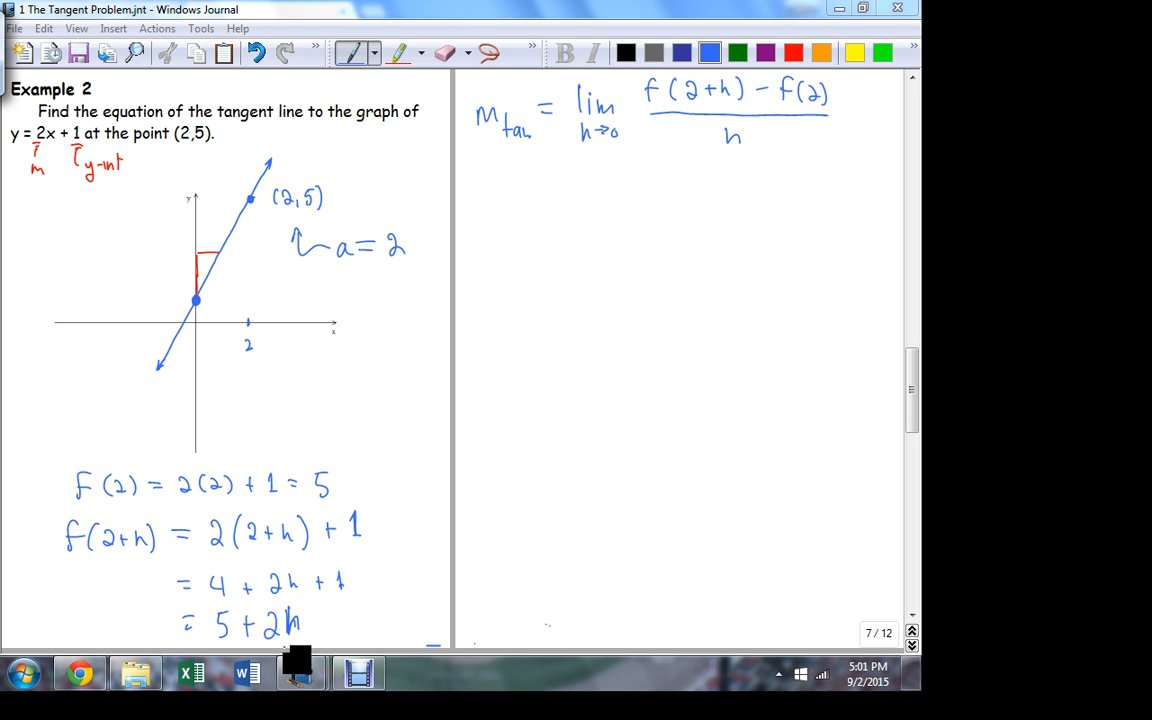 1 The Tangent Problem.jnt - Windows Journal
File Edit View Insert Actions Tools Help
Example 2
Find the equation of the tangent line to the graph of
y = 2x + 1 at the point (2,5).
m y-int
y
(2,5)
a = 2
x
2
f(2) = 2(2) + 1 = 5
f(2+h) = 2(2+h) + 1
= 4 + 2h + 1
= 5 + 2h
m tan = lim h→0 f(2+h) - f(2)
h
7 / 12
5:01 PM
9/2/2015